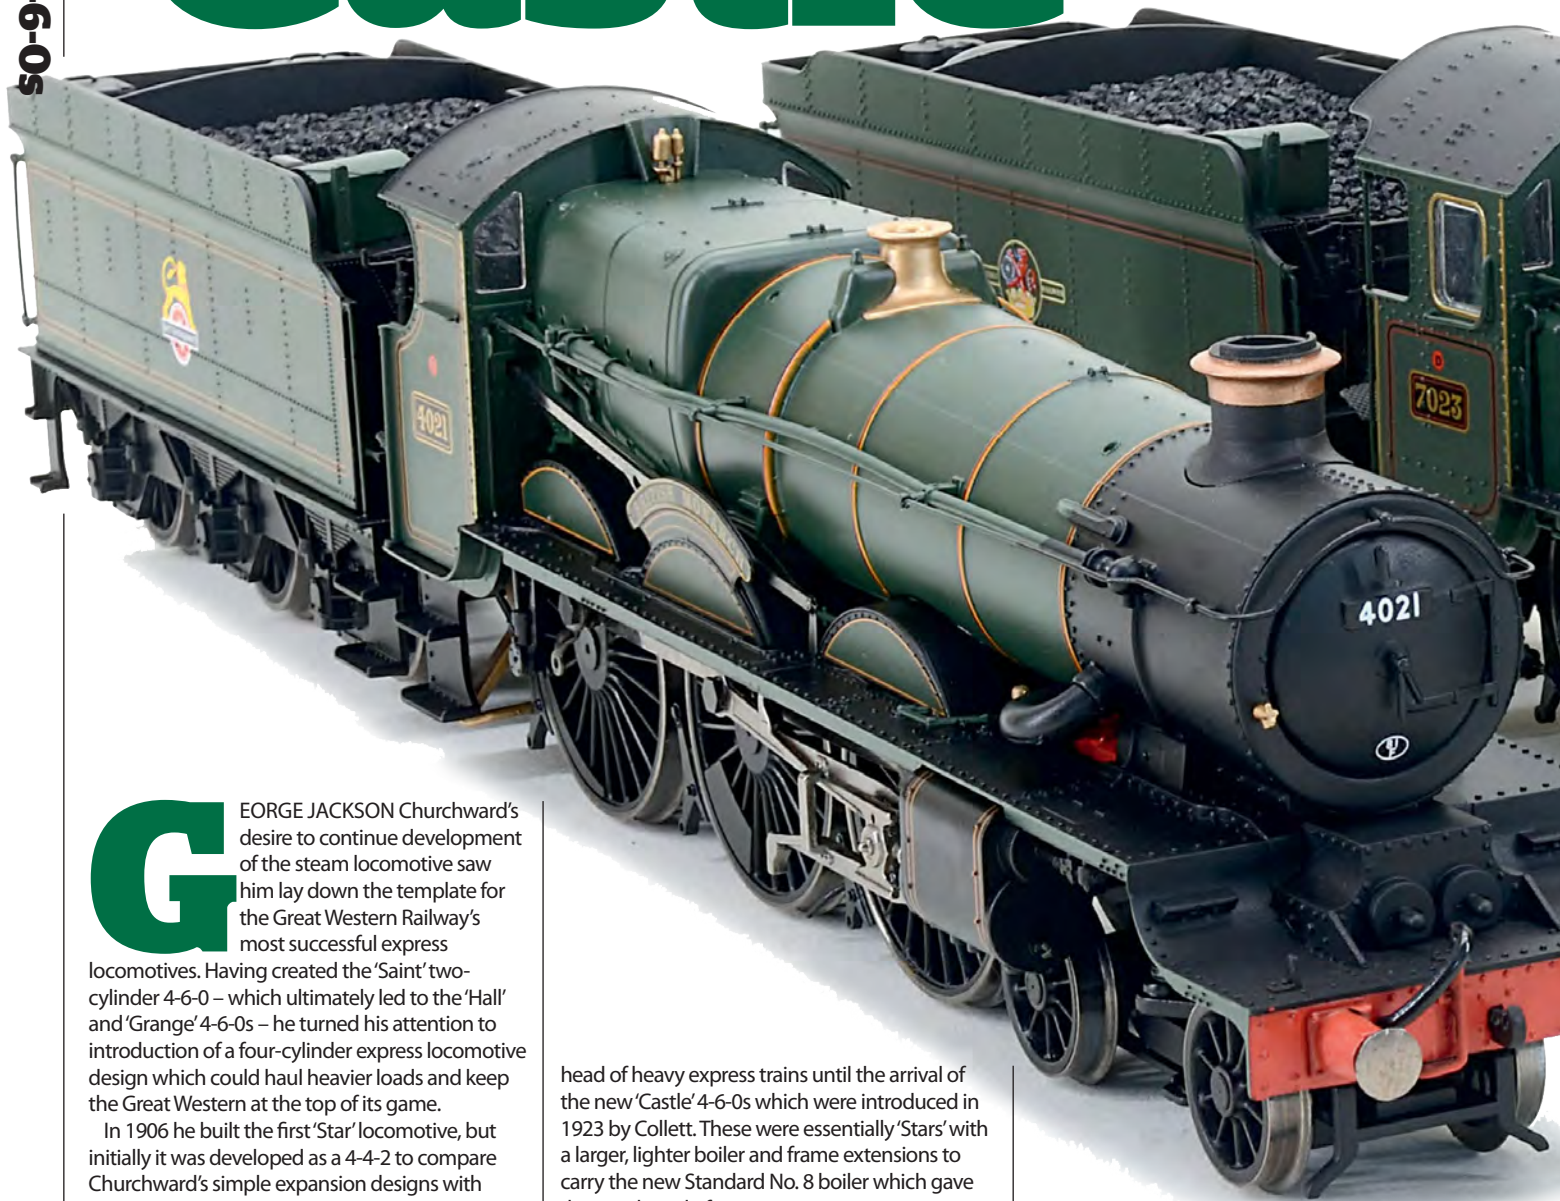 Castle
4021
7023
4021
GEORGE JACKSON Churchward's
desire to continue development
of the steam locomotive saw
him lay down the template for
the Great Western Railway's
most successful express
locomotives. Having created the 'Saint' two-
cylinder 4-6-0 – which ultimately led to the 'Hall'
and 'Grange' 4-6-0s – he turned his attention to
introduction of a four-cylinder express locomotive
design which could haul heavier loads and keep
the Great Western at the top of its game.
In 1906 he built the first 'Star' locomotive, but
initially it was developed as a 4-4-2 to compare
Churchward's simple expansion designs with
head of heavy express trains until the arrival of
the new 'Castle' 4-6-0s which were introduced in
1923 by Collett. These were essentially 'Stars' with
a larger, lighter boiler and frame extensions to
carry the new Standard No. 8 boiler which gave